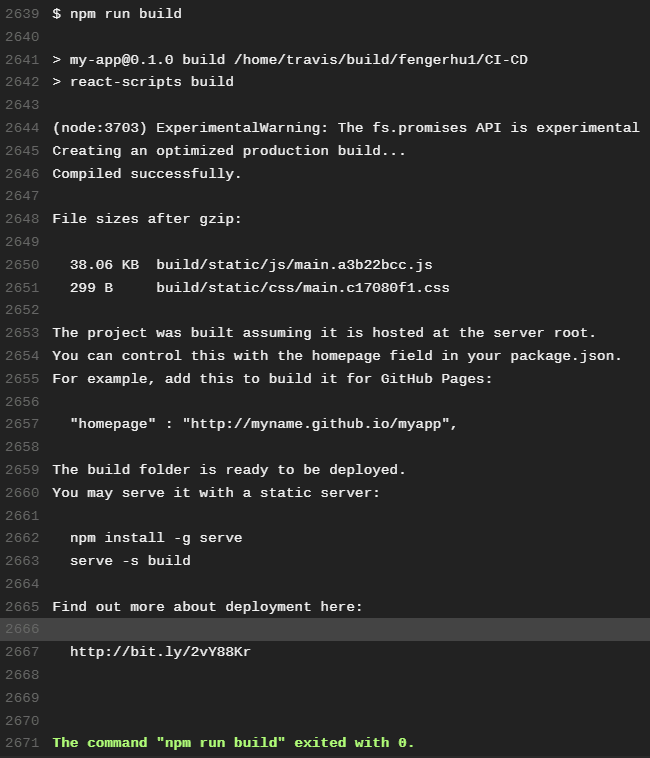 2639 $ npm run build
2640
2641 > my-app@0.1.0 build /home/travis/build/fengerhu1/CI-CD
2642 > react-scripts build
2643
2644 (node:3703) ExperimentalWarning: The fs.promises API is experimental
2645 Creating an optimized production build...
2646 Compiled successfully.
2647
2648 File sizes after gzip:
2649
2650   38.06 KB  build/static/js/main.a3b22bcc.js
2651   299 B     build/static/css/main.c17080f1.css
2652
2653 The project was built assuming it is hosted at the server root.
2654 You can control this with the homepage field in your package.json.
2655 For example, add this to build it for GitHub Pages:
2656
2657   "homepage" : "http://myname.github.io/myapp",
2658
2659 The build folder is ready to be deployed.
2660 You may serve it with a static server:
2661
2662   npm install -g serve
2663   serve -s build
2664
2665 Find out more about deployment here:
2666
2667   http://bit.ly/2vY88Kr
2668
2669
2670
2671 The command "npm run build" exited with 0.